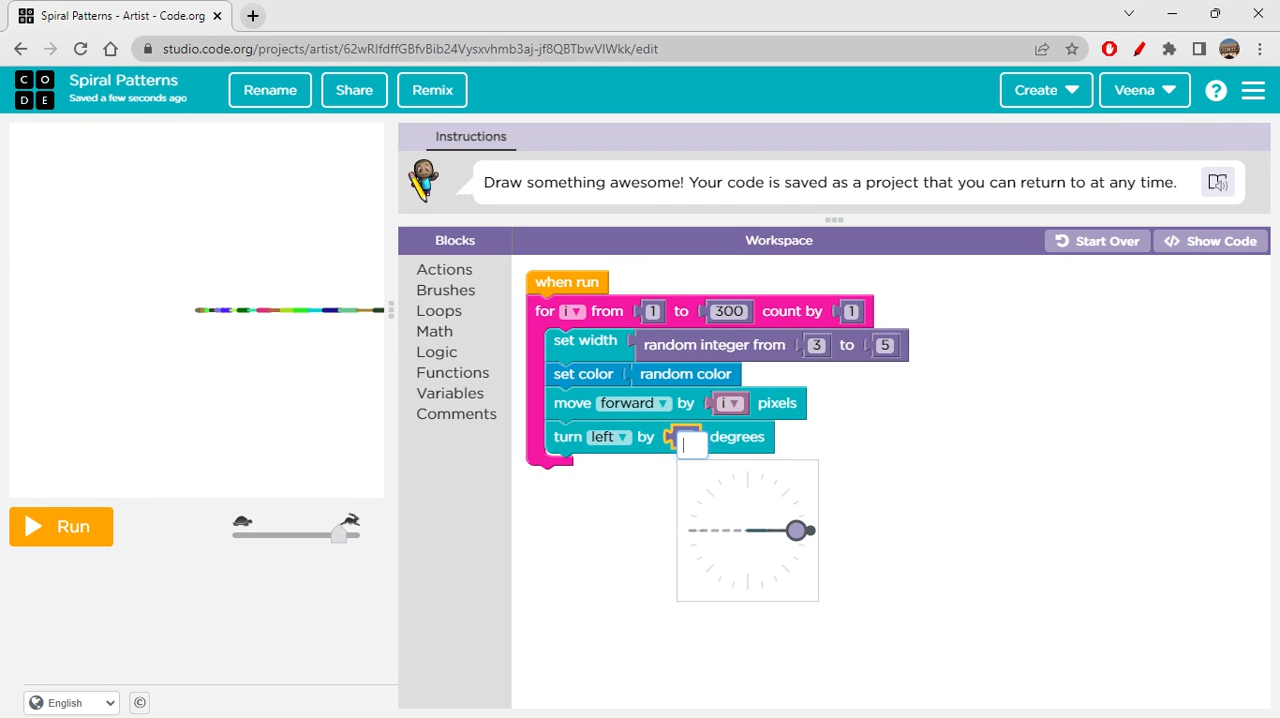 Spiral Patterns - Artist - Code.org
studio.code.org/projects/artist/62wRIfdffGBfvBib24Vysxvhmb3aj-jf8QBTbwVlWkk/edit
C O
D E
Spiral Patterns
Saved a few seconds ago
Rename
Share
Remix
Create
Veena
?
Instructions
Draw something awesome! Your code is saved as a project that you can return to at any time.
Blocks
Workspace
Start Over
</> Show Code
Actions
Brushes
Loops
Math
Logic
Functions
Variables
Comments
when run
for i from 1 to 300 count by 1
set width random integer from 3 to 5
set color random color
move forward by i pixels
turn left by degrees
Run
English
©